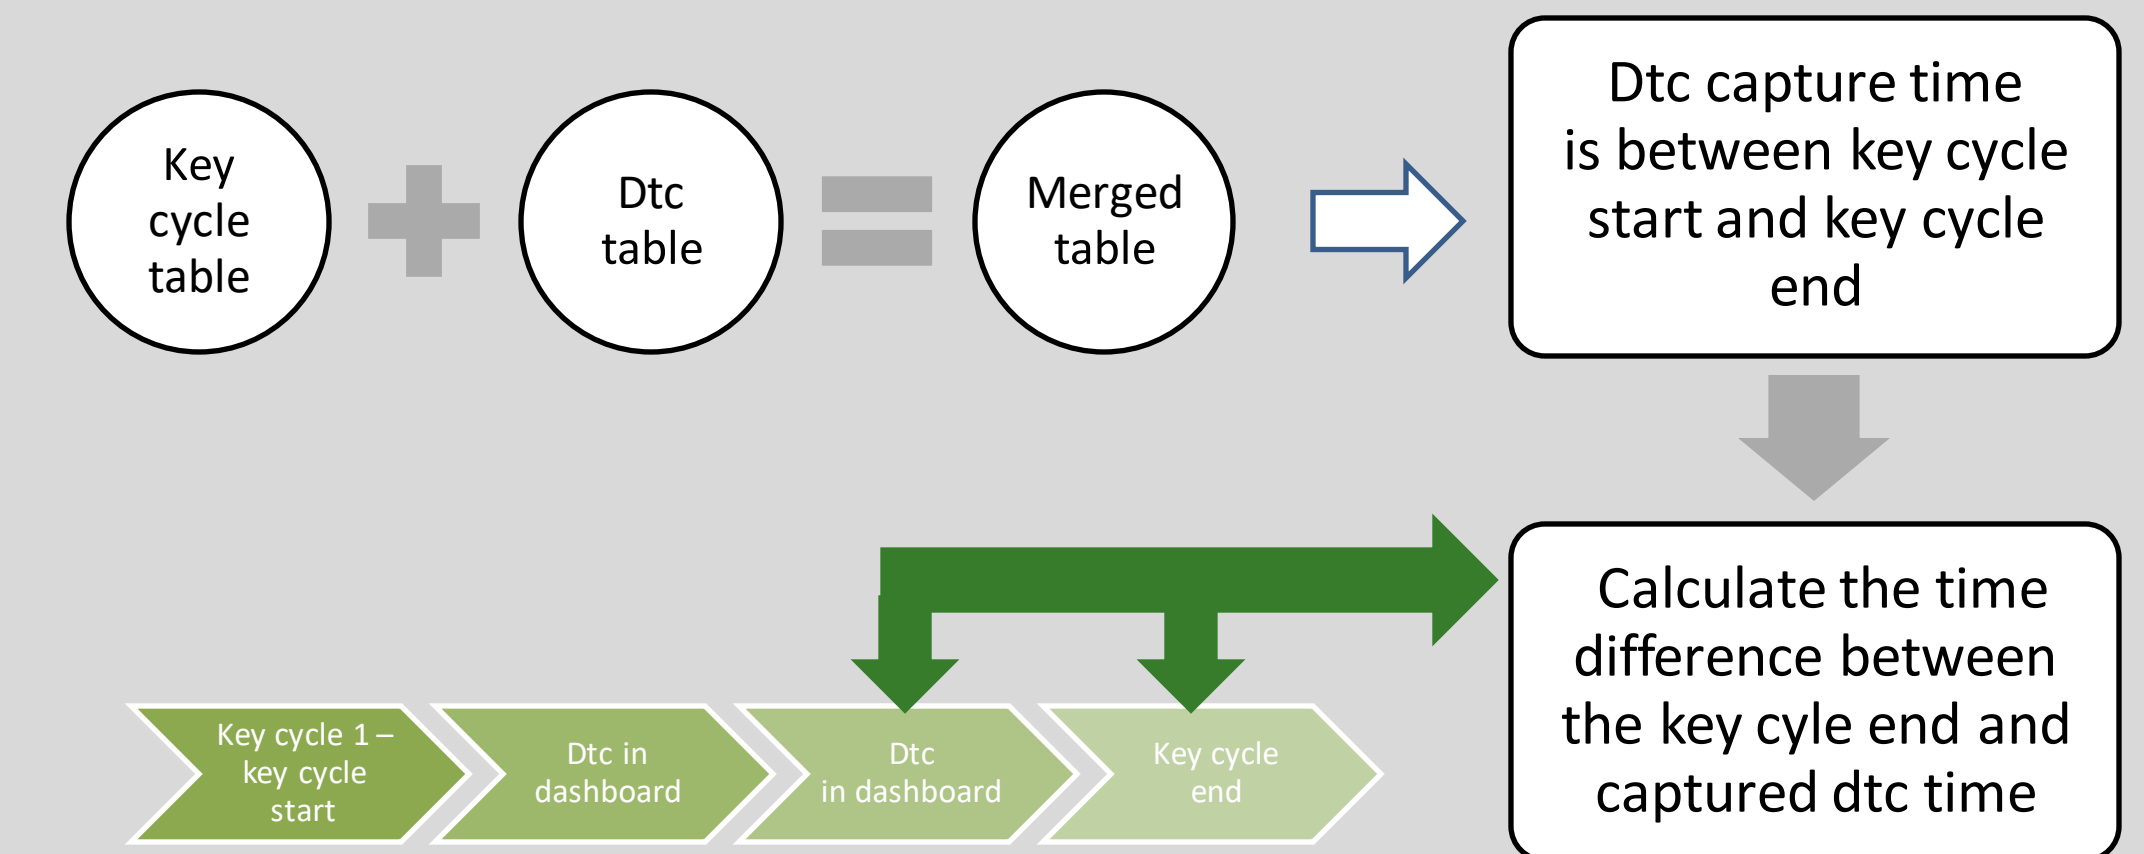 Key
cycle
table
Dtc
table
Merged
table
Dtc capture time
is between key cycle
start and key cycle
end
Calculate the time
difference between
the key cyle end and
captured dtc time
Key cycle 1 –
key cycle
start
Dtc in
dashboard
Dtc
in dashboard
Key cycle
end